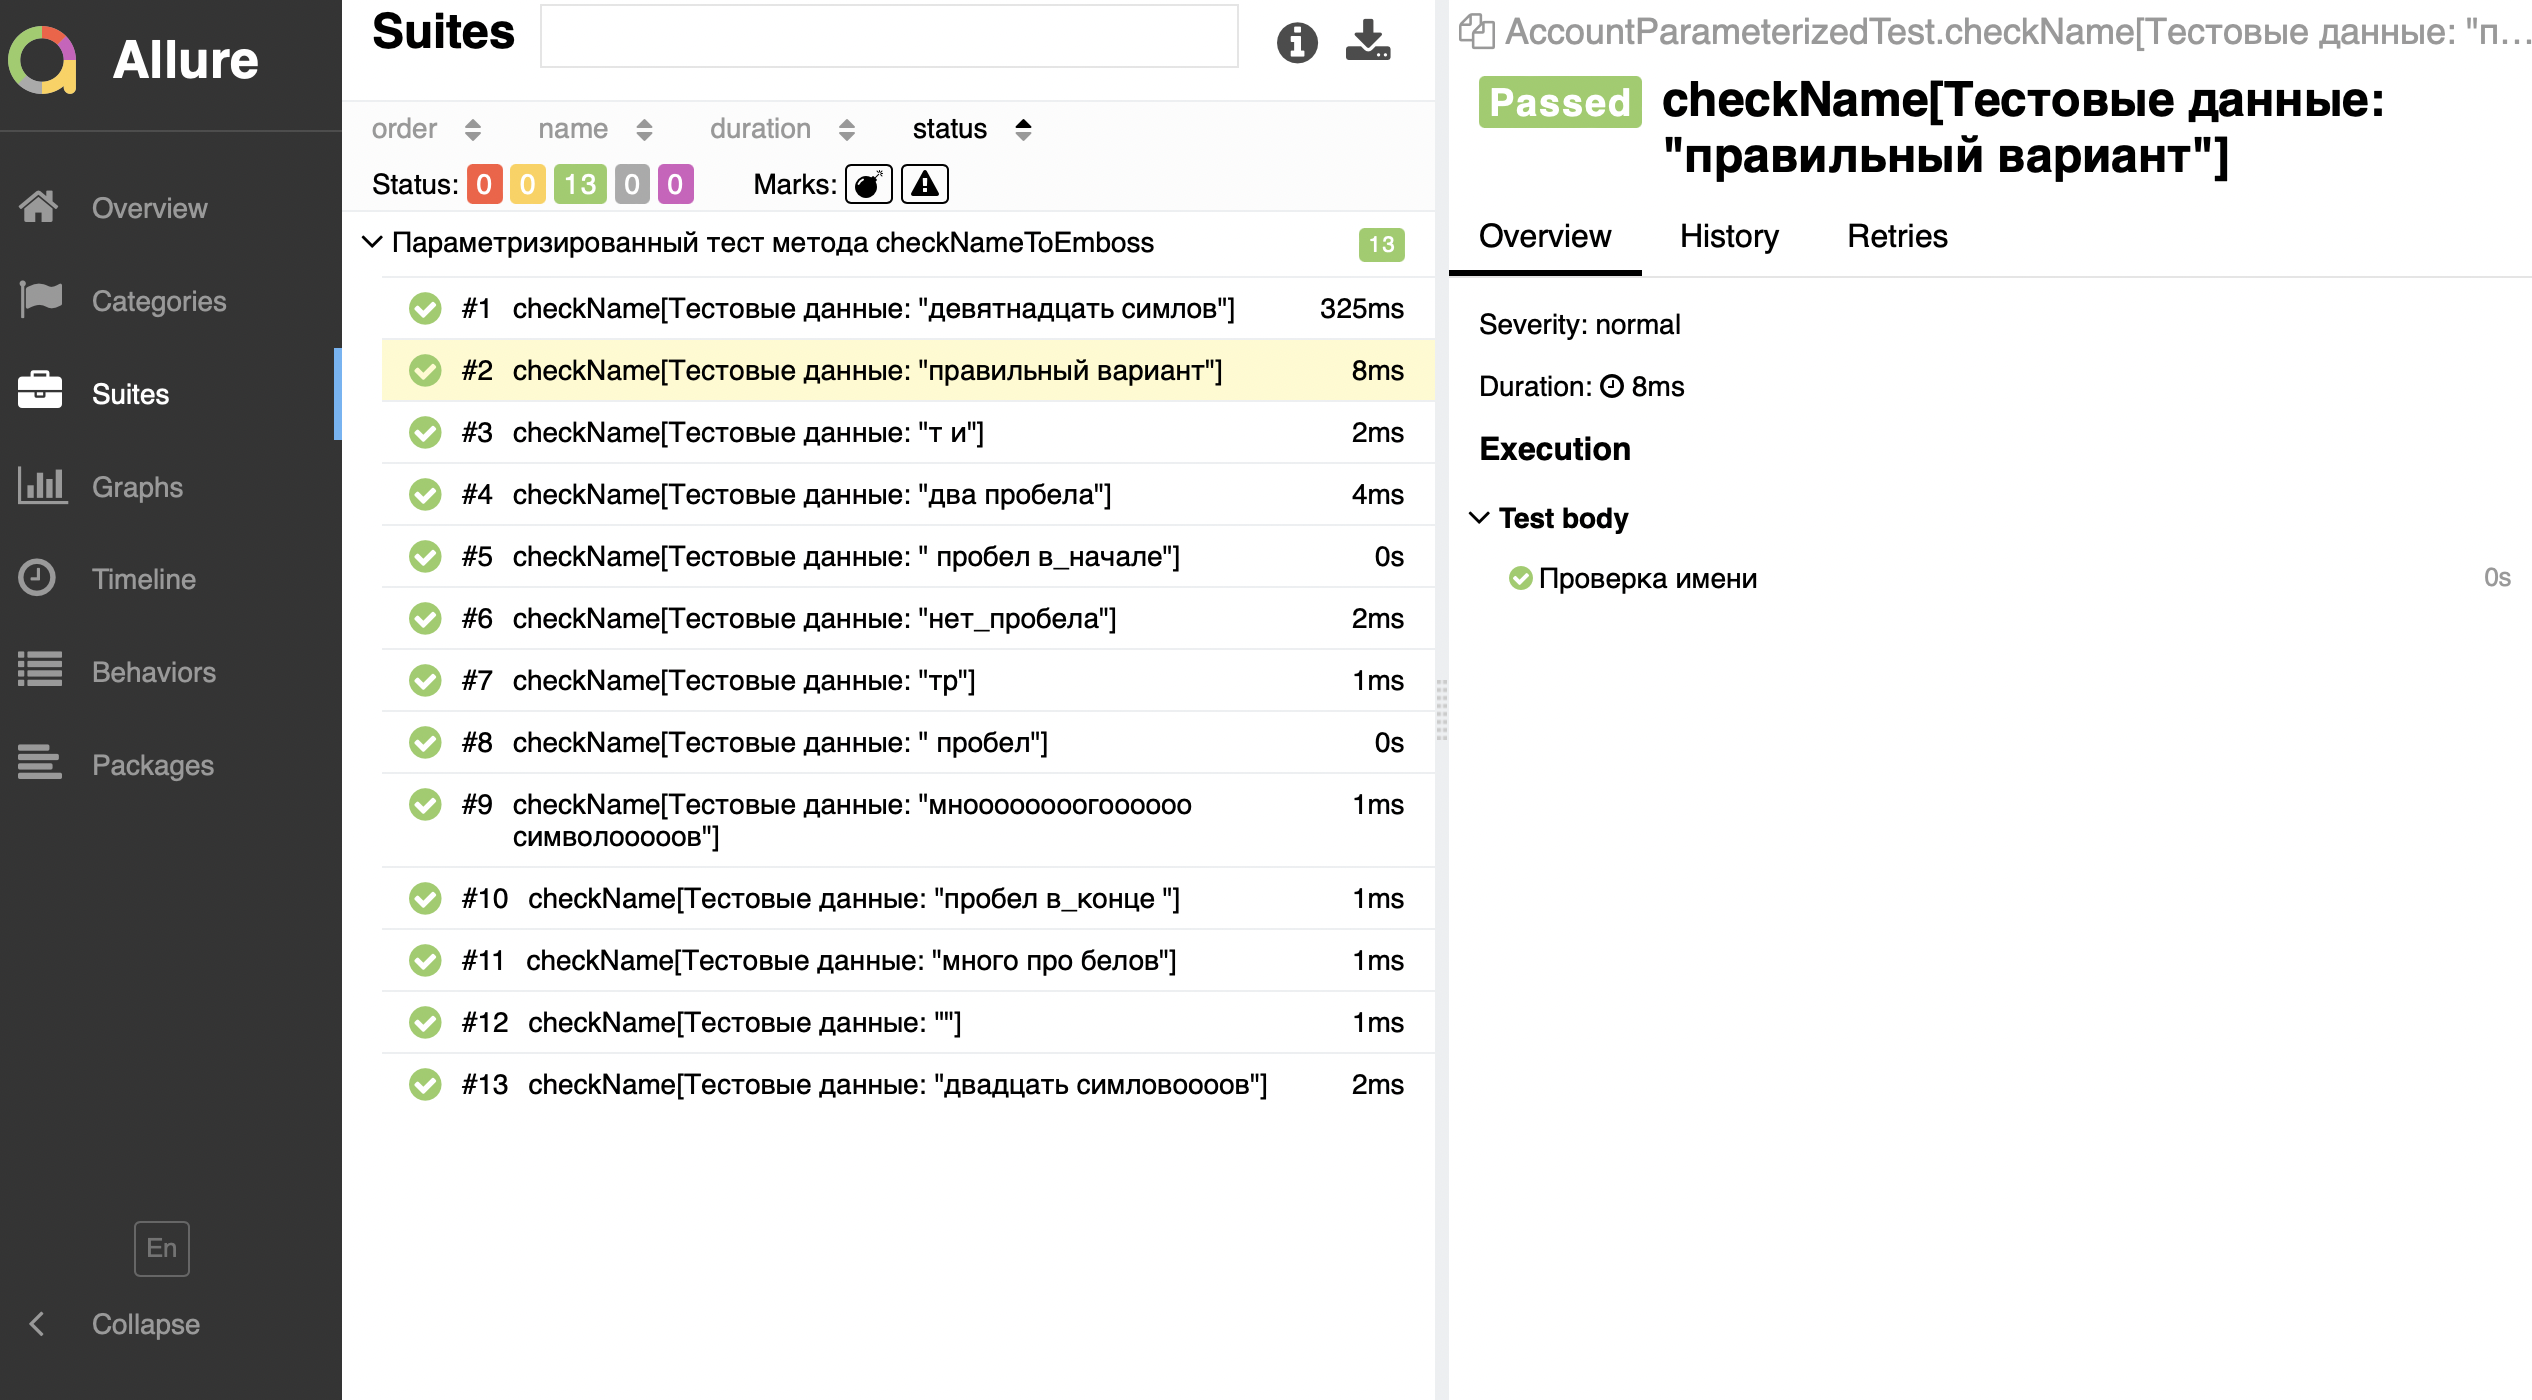 Allure
Overview
Categories
Suites
Graphs
Timeline
Behaviors
Packages
En
Collapse
Suites
order name duration status
Status: 0 0 13 0 0 Marks:
Параметризированный тест метода checkNameToEmboss 13
#1 checkName[Тестовые данные: "девятнадцать симлов"] 325ms
#2 checkName[Тестовые данные: "правильный вариант"] 8ms
#3 checkName[Тестовые данные: "т и"] 2ms
#4 checkName[Тестовые данные: "два пробела"] 4ms
#5 checkName[Тестовые данные: " пробел в_начале"] 0s
#6 checkName[Тестовые данные: "нет_пробела"] 2ms
#7 checkName[Тестовые данные: "тр"] 1ms
#8 checkName[Тестовые данные: " пробел"] 0s
#9 checkName[Тестовые данные: "мноооооооогоооооо 1ms
символооооов"]
#10 checkName[Тестовые данные: "пробел в_конце "] 1ms
#11 checkName[Тестовые данные: "много про белов"] 1ms
#12 checkName[Тестовые данные: ""] 1ms
#13 checkName[Тестовые данные: "двадцать симловоооов"] 2ms
AccountParameterizedTest.checkName[Тестовые данные: "п...
Passed checkName[Тестовые данные:
"правильный вариант"]
Overview History Retries
Severity: normal
Duration: 8ms
Execution
Test body
Проверка имени 0s